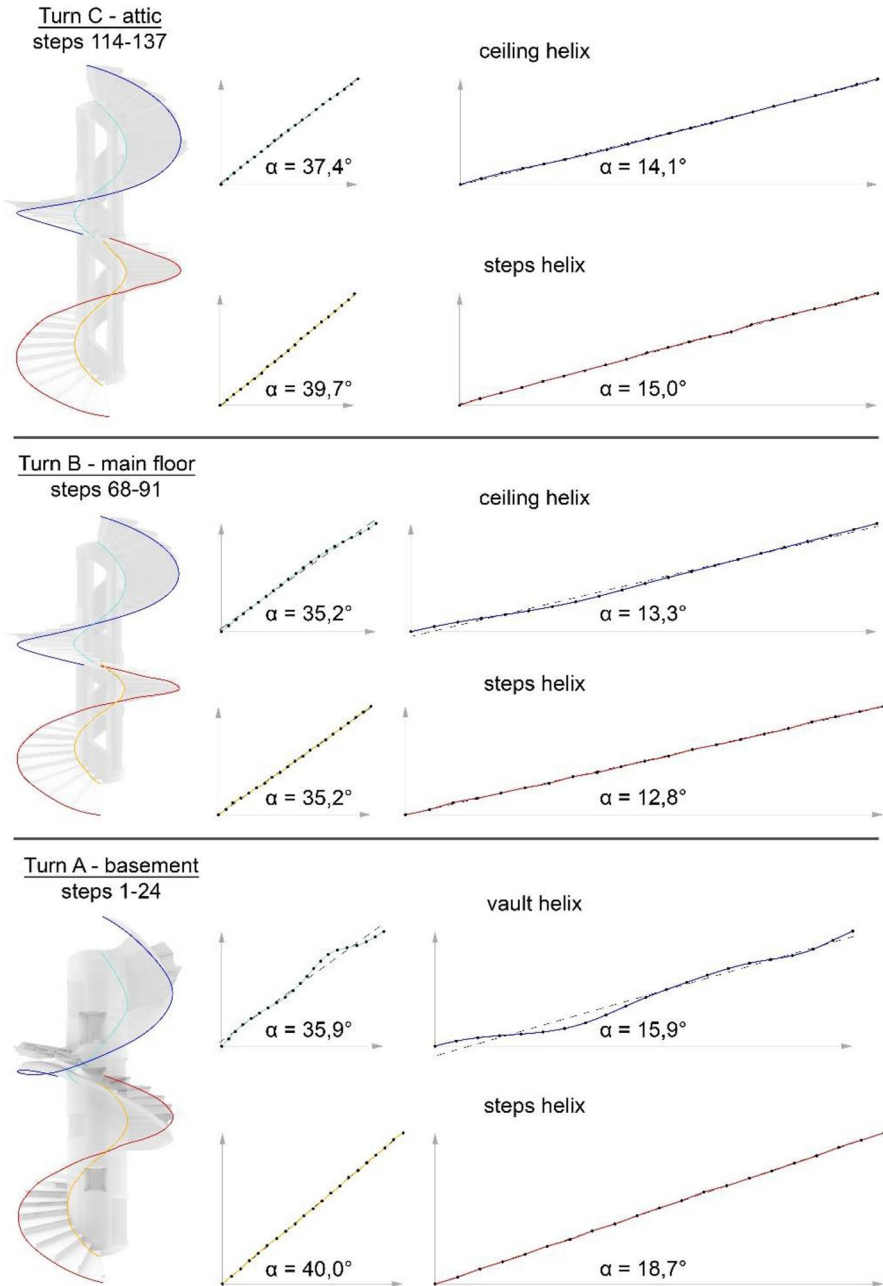 Turn C - attic
steps 114-137
ceiling helix
α = 37,4°
α = 14,1°
steps helix
α = 39,7°
α = 15,0°
Turn B - main floor
steps 68-91
ceiling helix
α = 35,2°
α = 13,3°
steps helix
α = 35,2°
α = 12,8°
Turn A - basement
steps 1-24
vault helix
α = 35,9°
α = 15,9°
steps helix
α = 40,0°
α = 18,7°